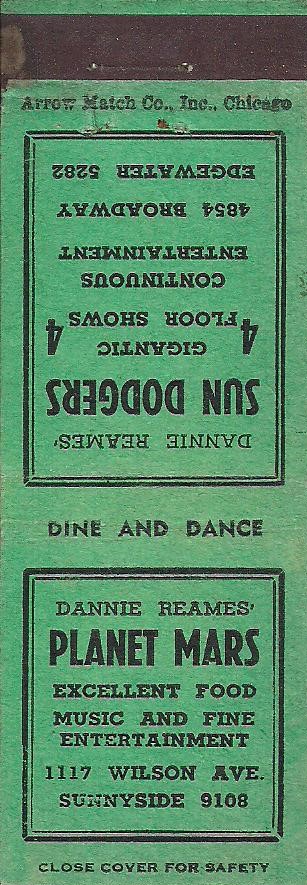 Arrow Match Co., Inc., Chicago
DANNIE REAMES'
SUN DODGERS
4 GIGANTIC FLOOR SHOWS 4
CONTINUOUS
ENTERTAINMENT
4854 BROADWAY
EDGEWATER 5282
DINE AND DANCE
DANNIE REAMES'
PLANET MARS
EXCELLENT FOOD
MUSIC AND FINE
ENTERTAINMENT
1117 WILSON AVE.
SUNNYSIDE 9108
CLOSE COVER FOR SAFETY